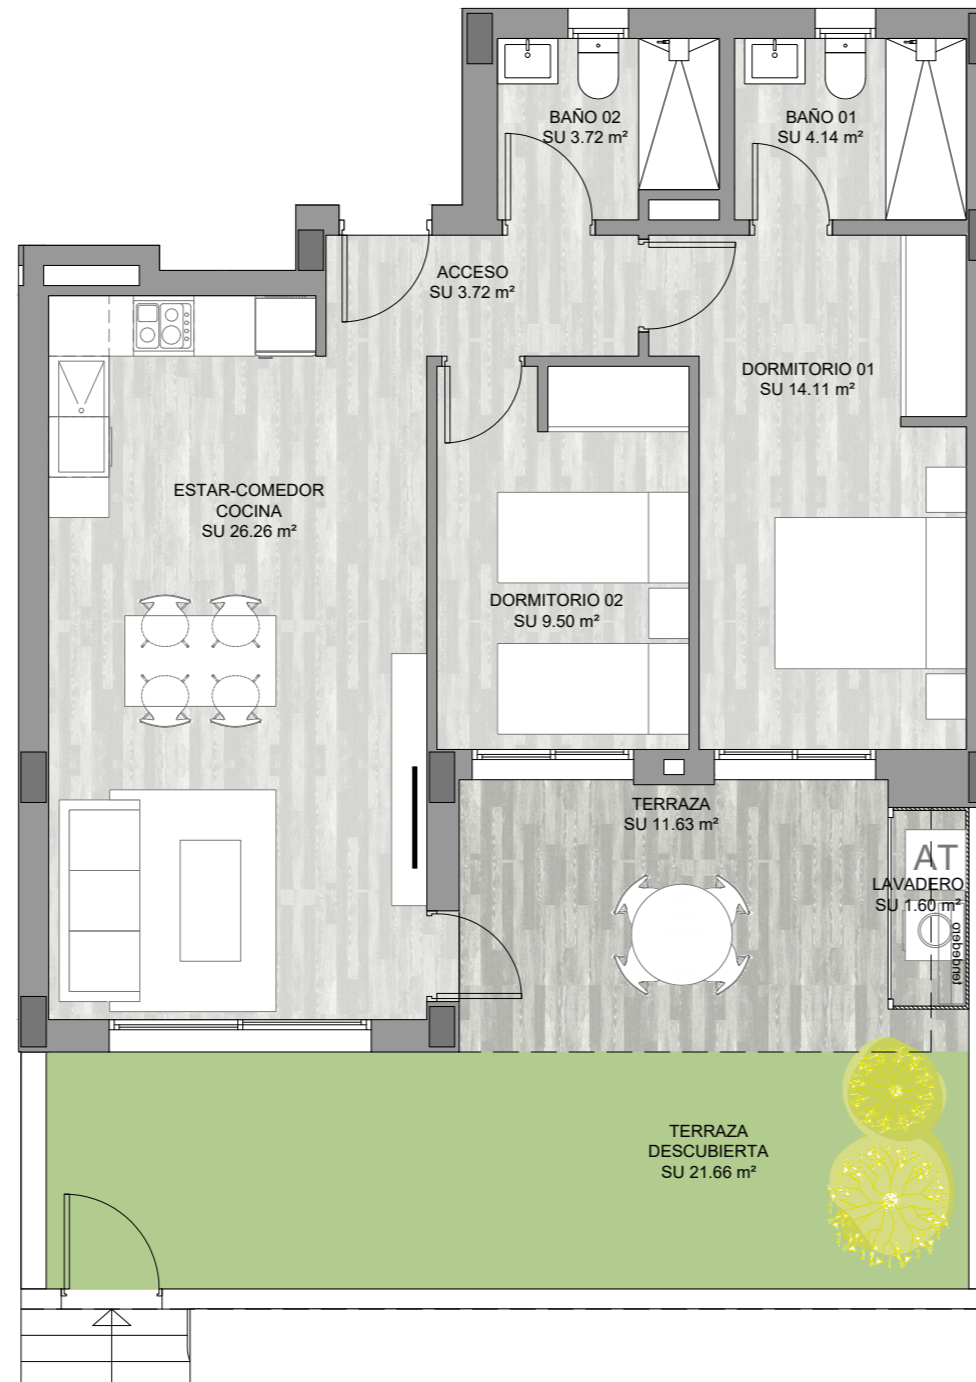 BAÑO 02
SU 3.72 m²
BAÑO 01
SU 4.14 m²
ACCESO
SU 3.72 m²
DORMITORIO 01
SU 14.11 m²
ESTAR-COMEDOR
COCINA
SU 26.26 m²
DORMITORIO 02
SU 9.50 m²
TERRAZA
SU 11.63 m²
AT
LAVADERO
SU 1.60 m²
tendedero
TERRAZA
DESCUBIERTA
SU 21.66 m²